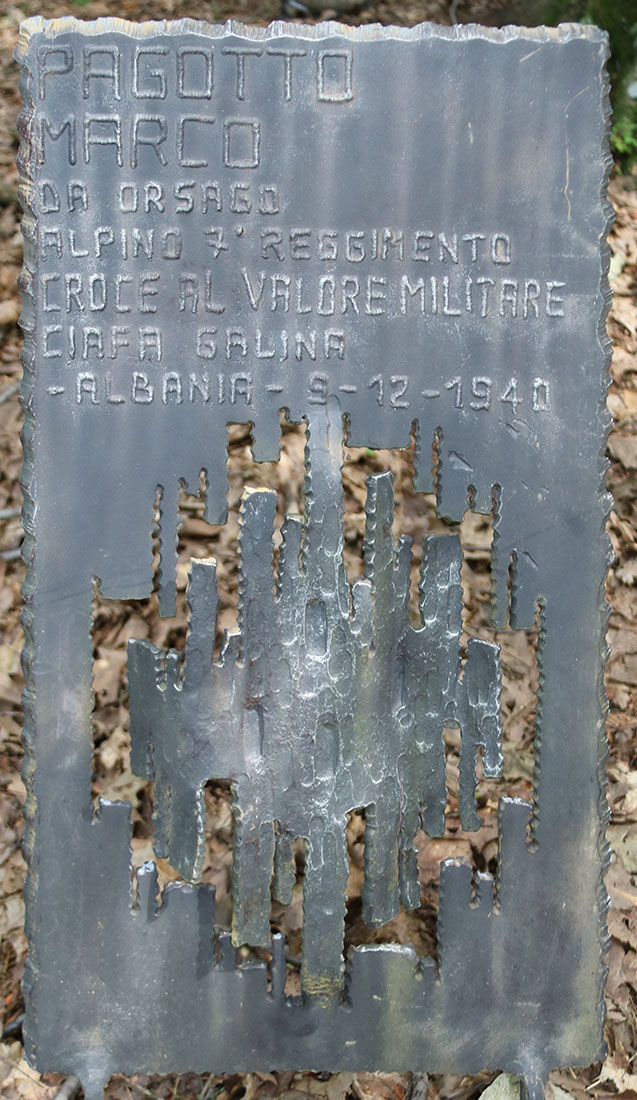 PAGOTTO
MARCO
DA ORSAGO
ALPINO 7° REGGIMENTO
CROCE AL VALORE MILITARE
CIAFA GALINA
-ALBANIA- 9-12-1940